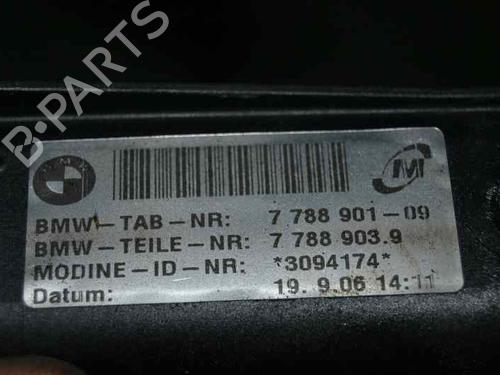 B-PARTS
BMW
M
BMW-TAB-NR: 7 788 901-09
BMW-TEILE-NR: 7 788 903.9
MODINE-ID-NR: *3094174*
Datum: 19. 9.06 14:11